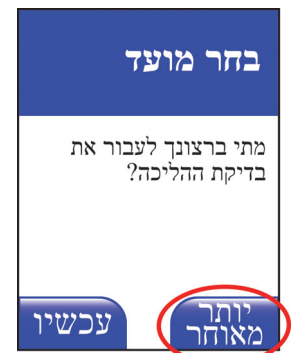 בחר מועד
מתי ברצונך לעבור את
בדיקת ההליכה?
יותר
מאוחר
עכשיו